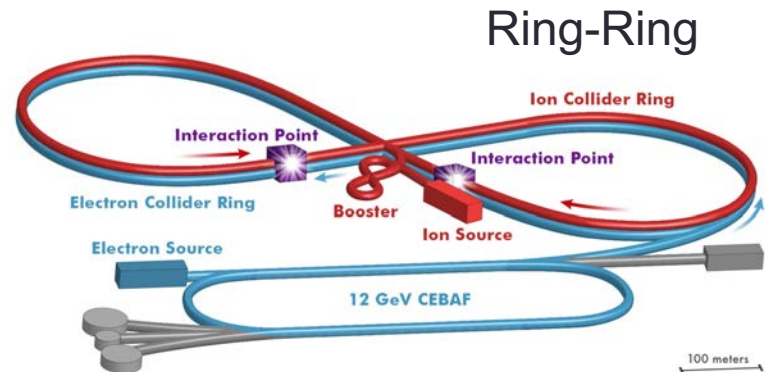 Ring-Ring
Ion Collider Ring
Interaction Point
Interaction Point
Electron Collider Ring
Booster
Ion Source
Electron Source
12 GeV CEBAF
100 meters